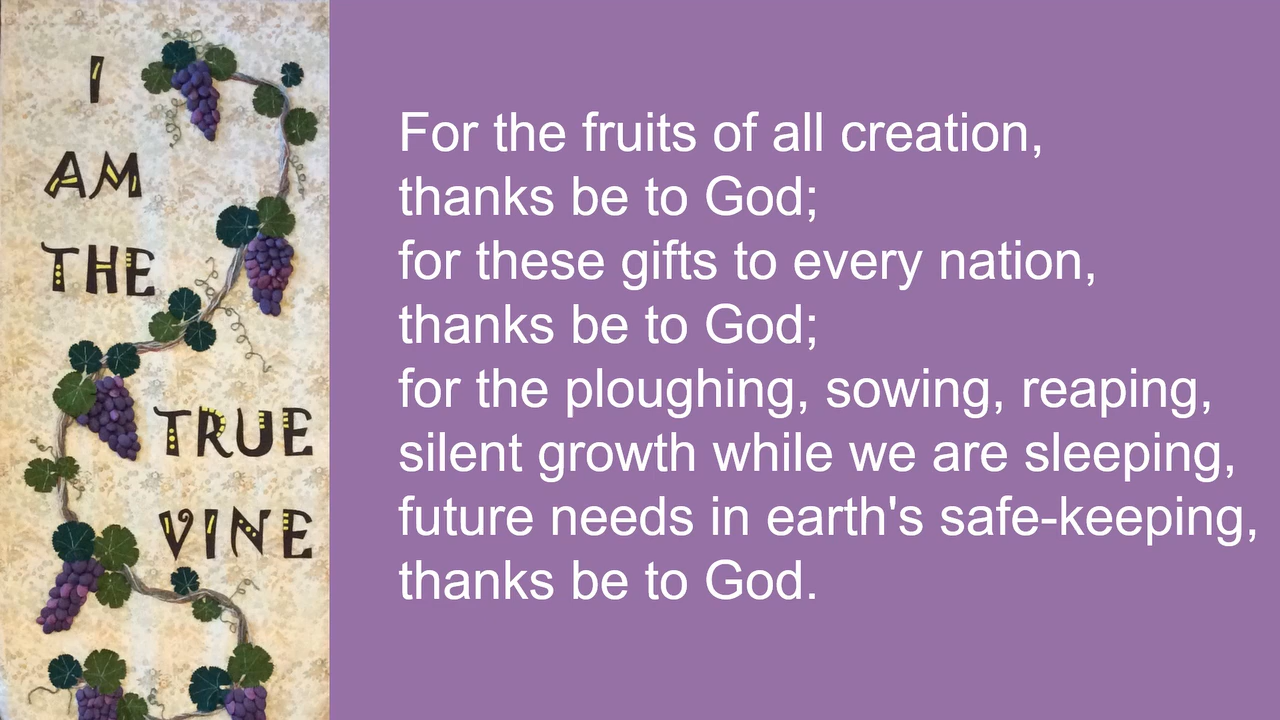 I
AM
THE
TRUE
VINE
For the fruits of all creation,
thanks be to God;
for these gifts to every nation,
thanks be to God;
for the ploughing, sowing, reaping,
silent growth while we are sleeping,
future needs in earth's safe-keeping,
thanks be to God.